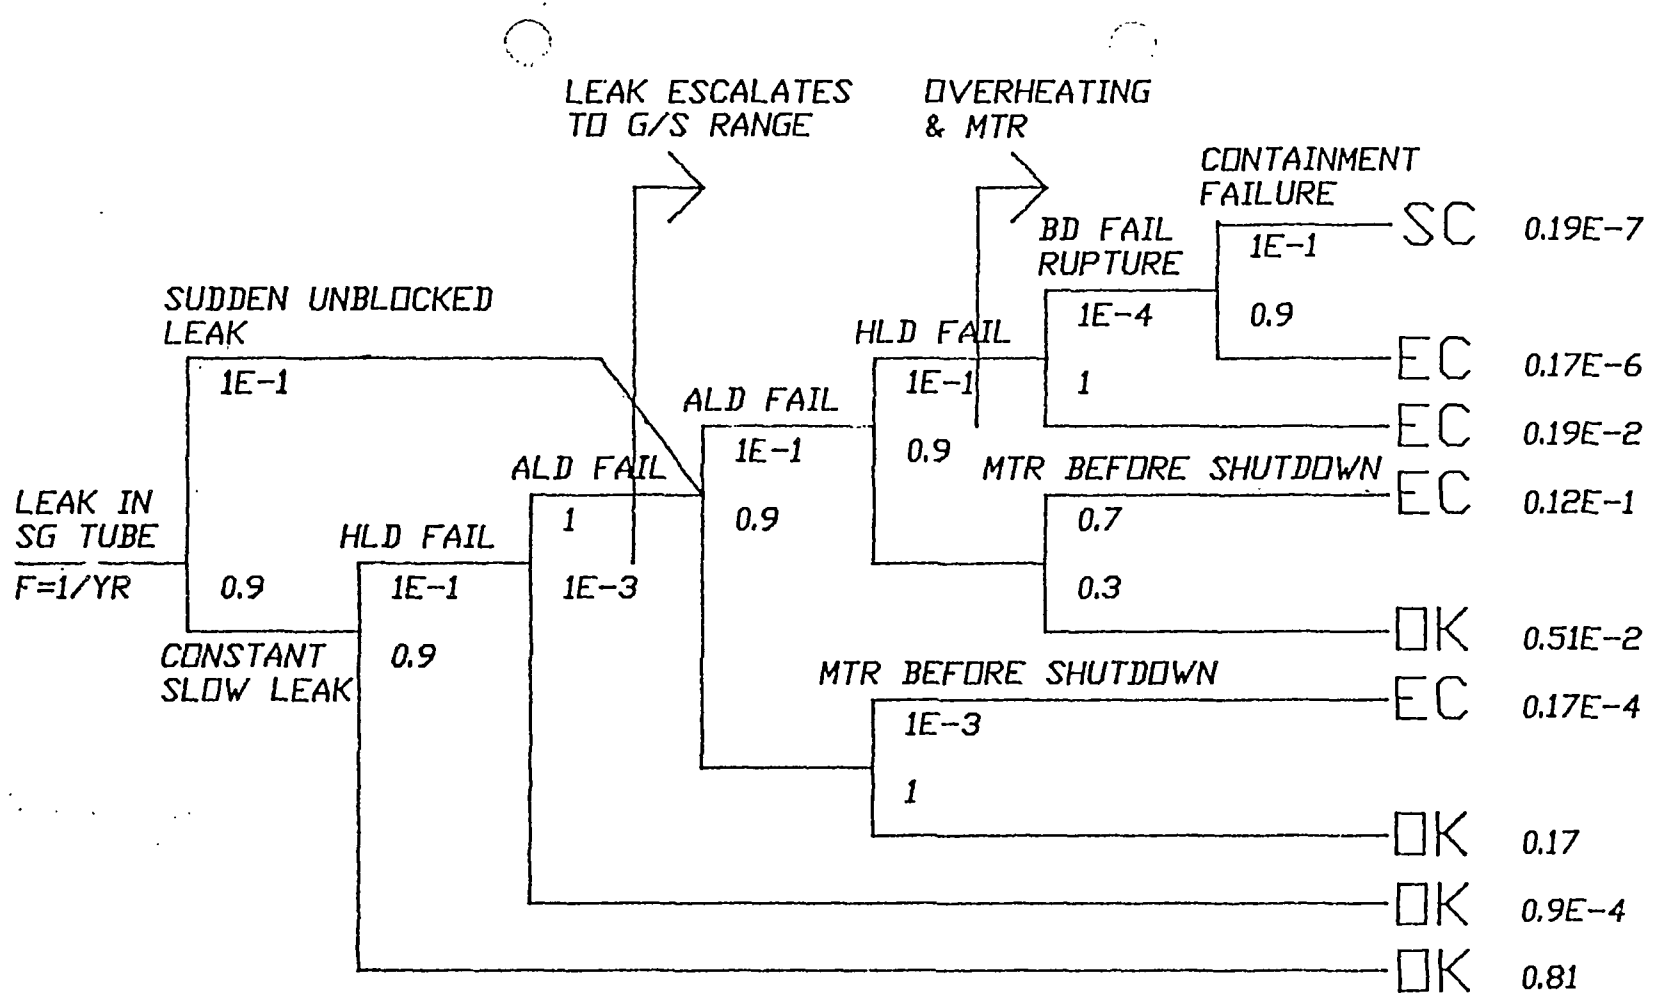 LEAK ESCALATES
TO G/S RANGE
OVERHEATING
& MTR
CONTAINMENT
FAILURE
SC 0.19E-7
1E-1
BD FAIL
RUPTURE
1E-4
0.9
EC 0.17E-6
SUDDEN UNBLOCKED
LEAK
1E-1
HLD FAIL
1E-1
1
EC 0.19E-2
ALD FAIL
1E-1
0.9
MTR BEFORE SHUTDOWN
EC 0.12E-1
0.7
ALD FAIL
1
0.9
LEAK IN
SG TUBE
F=1/YR
HLD FAIL
0.9
1E-1
1E-3
0.3
OK 0.51E-2
CONSTANT
SLOW LEAK
0.9
MTR BEFORE SHUTDOWN
EC 0.17E-4
1E-3
1
OK 0.17
OK 0.9E-4
OK 0.81